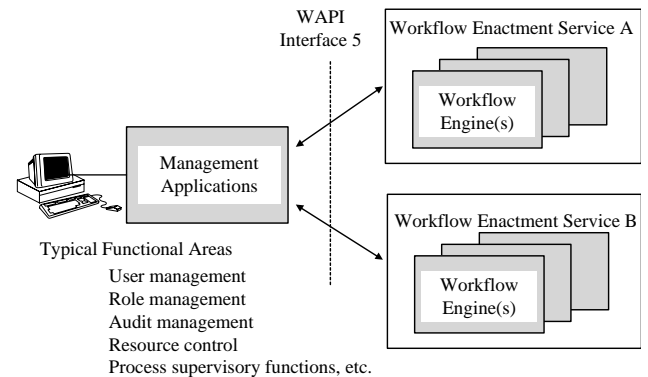 WAPI
Interface 5
Workflow Enactment Service A
Workflow
Engine(s)
Management
Applications
Workflow Enactment Service B
Workflow
Engine(s)
Typical Functional Areas
User management
Role management
Audit management
Resource control
Process supervisory functions, etc.